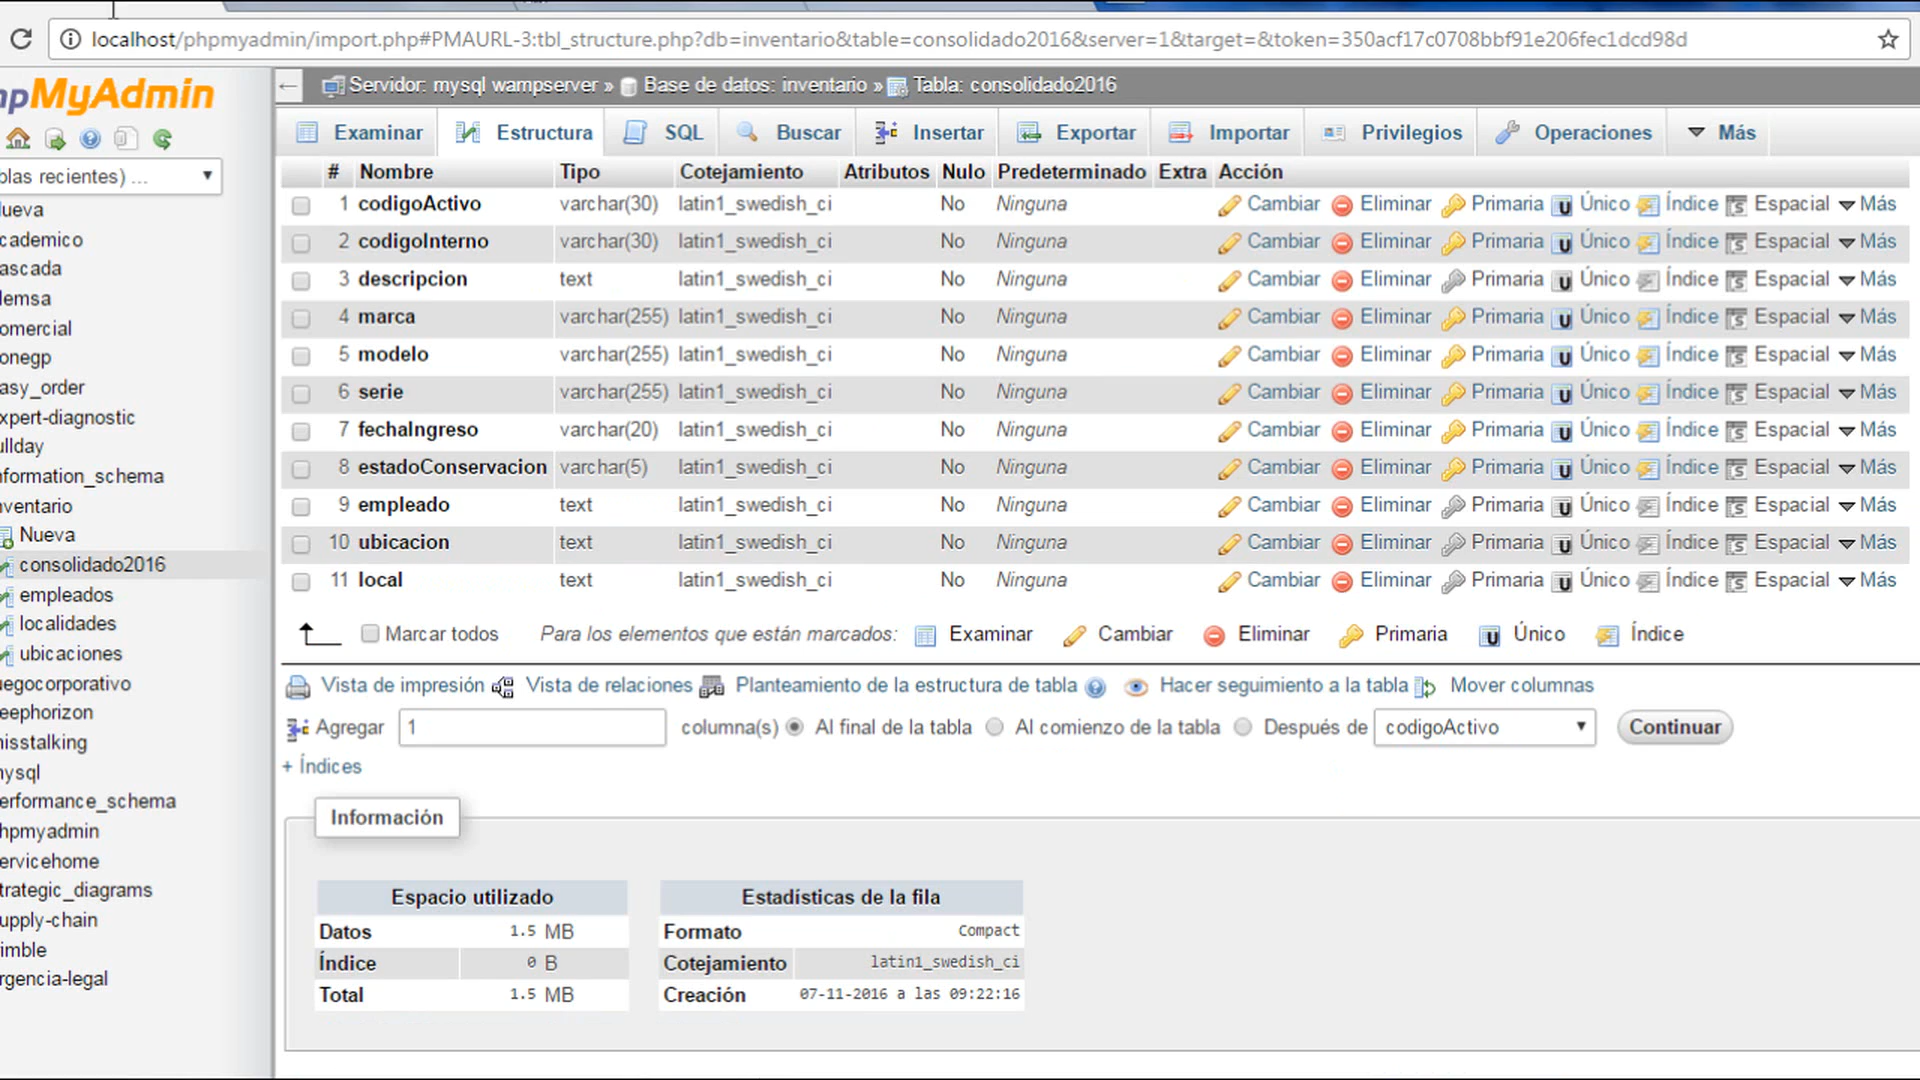 localhost/phpmyadmin/import.php#PMAURL-3:tbl_structure.php?db=inventario&table=consolidado2016&server=1&target=&token=350acf17c0708bbf91e206fec1dcd98d
hpMyAdmin
Servidor: mysql wampserver » Base de datos: inventario » Tabla: consolidado2016
Examinar Estructura SQL Buscar Insertar Exportar Importar Privilegios Operaciones Más
blas recientes) ...
ueva
cademico
ascada
lemsa
omercial
onegp
asy_order
xpert-diagnostic
ullday
nformation_schema
nventario
Nueva
consolidado2016
empleados
localidades
ubicaciones
uegocorporativo
eephorizon
nisstalking
nysql
erformance_schema
hpmyadmin
ervicehome
trategic_diagrams
upply-chain
imble
rgencia-legal
# Nombre Tipo Cotejamiento Atributos Nulo Predeterminado Extra Acción
1 codigoActivo varchar(30) latin1_swedish_ci No Ninguna Cambiar Eliminar Primaria Único Índice Espacial Más
2 codigoInterno varchar(30) latin1_swedish_ci No Ninguna Cambiar Eliminar Primaria Único Índice Espacial Más
3 descripcion text latin1_swedish_ci No Ninguna Cambiar Eliminar Primaria Único Índice Espacial Más
4 marca varchar(255) latin1_swedish_ci No Ninguna Cambiar Eliminar Primaria Único Índice Espacial Más
5 modelo varchar(255) latin1_swedish_ci No Ninguna Cambiar Eliminar Primaria Único Índice Espacial Más
6 serie varchar(255) latin1_swedish_ci No Ninguna Cambiar Eliminar Primaria Único Índice Espacial Más
7 fechaIngreso varchar(20) latin1_swedish_ci No Ninguna Cambiar Eliminar Primaria Único Índice Espacial Más
8 estadoConservacion varchar(5) latin1_swedish_ci No Ninguna Cambiar Eliminar Primaria Único Índice Espacial Más
9 empleado text latin1_swedish_ci No Ninguna Cambiar Eliminar Primaria Único Índice Espacial Más
10 ubicacion text latin1_swedish_ci No Ninguna Cambiar Eliminar Primaria Único Índice Espacial Más
11 local text latin1_swedish_ci No Ninguna Cambiar Eliminar Primaria Único Índice Espacial Más
Marcar todos Para los elementos que están marcados: Examinar Cambiar Eliminar Primaria Único Índice
Vista de impresión Vista de relaciones Planteamiento de la estructura de tabla Hacer seguimiento a la tabla Mover columnas
Agregar 1 columna(s) Al final de la tabla Al comienzo de la tabla Después de codigoActivo Continuar
+ Índices
Información
Espacio utilizado
Datos 1.5 MB
Índice 0 B
Total 1.5 MB
Estadísticas de la fila
Formato Compact
Cotejamiento latin1_swedish_ci
Creación 07-11-2016 a las 09:22:16